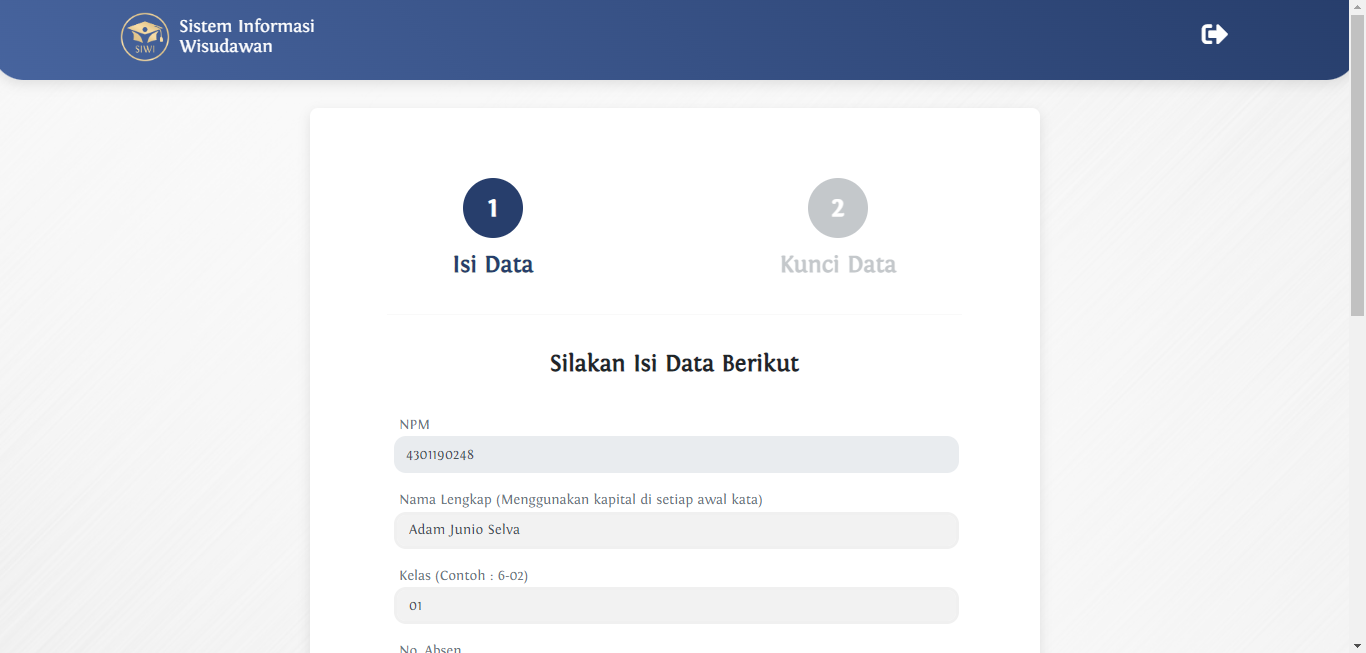 SIWI
Sistem Informasi
Wisudawan
1
2
Isi Data
Kunci Data
Silakan Isi Data Berikut
NPM
4301190248
Nama Lengkap (Menggunakan kapital di setiap awal kata)
Adam Junio Selva
Kelas (Contoh : 6-02)
01
No. Absen